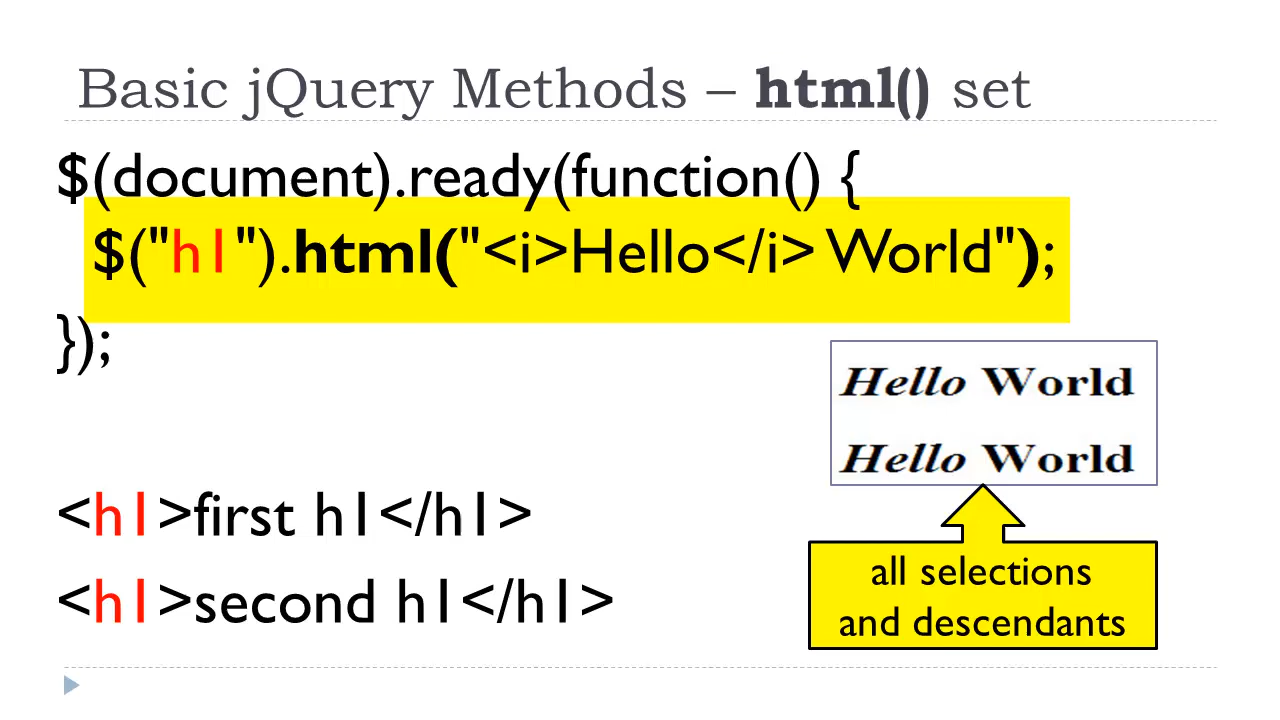 Basic jQuery Methods – html() set
$(document).ready(function() {
$("h1").html("<i>Hello</i> World");
});
Hello World
Hello World
<h1>first h1</h1>
<h1>second h1</h1>
all selections
and descendants